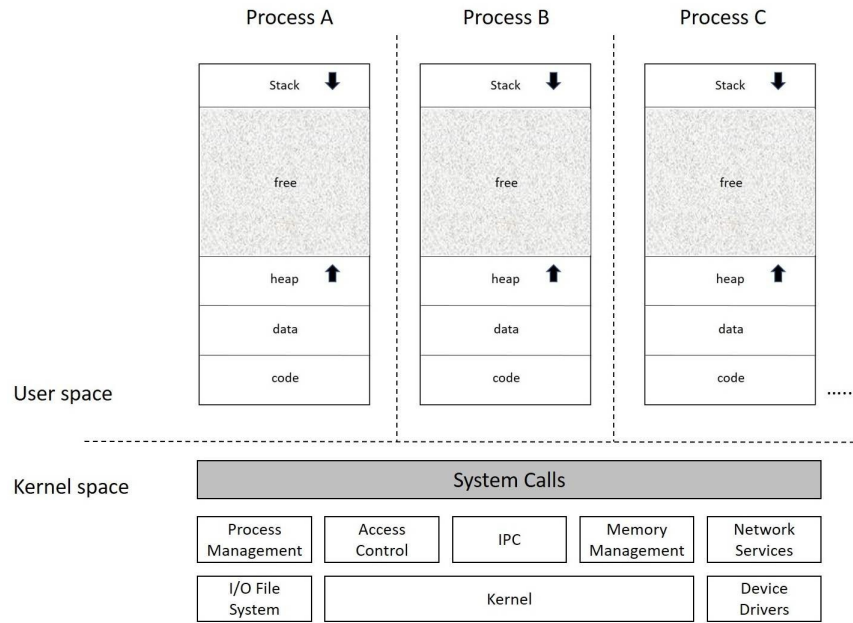 Process A
Process B
Process C
Stack
Stack
Stack
free
free
free
heap
heap
heap
data
data
data
code
code
code
User space
.....
Kernel space
System Calls
Process
Management
Access
Control
IPC
Memory
Management
Network
Services
I/O File
System
Kernel
Device
Drivers